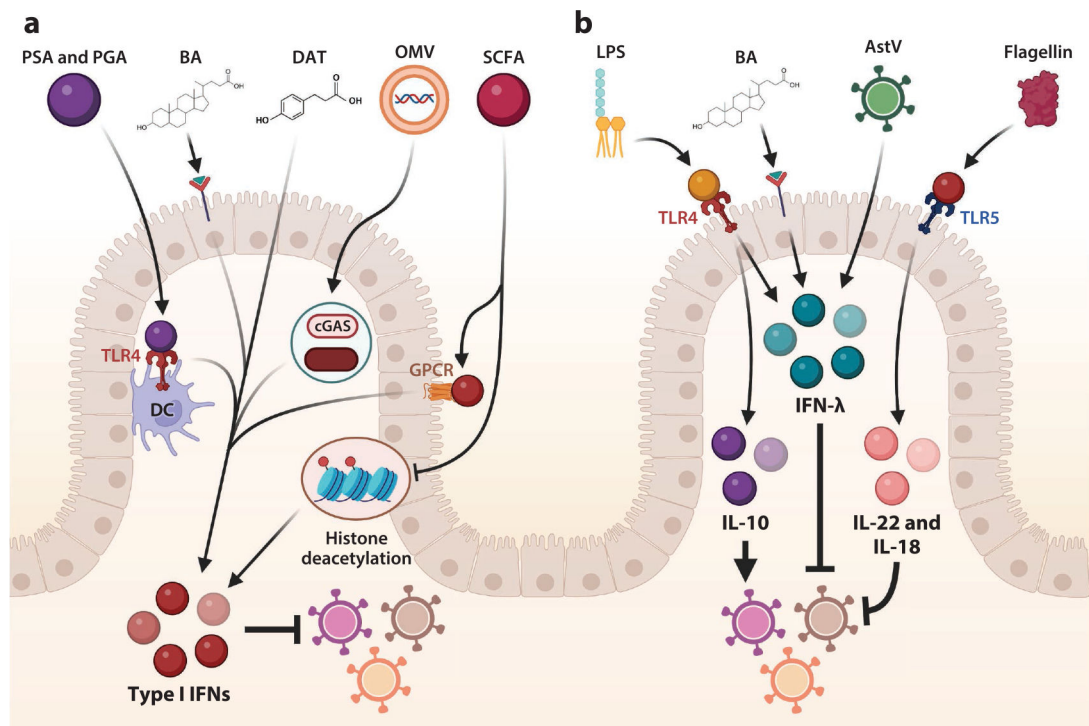 a
PSA and PGA
BA
DAT
OMV
SCFA
O
OH
HO
O
OH
HO
TLR4
DC
cGAS
GPCR
Histone
deacetylation
Type I IFNs
b
LPS
BA
AstV
Flagellin
O
OH
HO
TLR4
TLR5
IFN-λ
IL-10
IL-22 and
IL-18